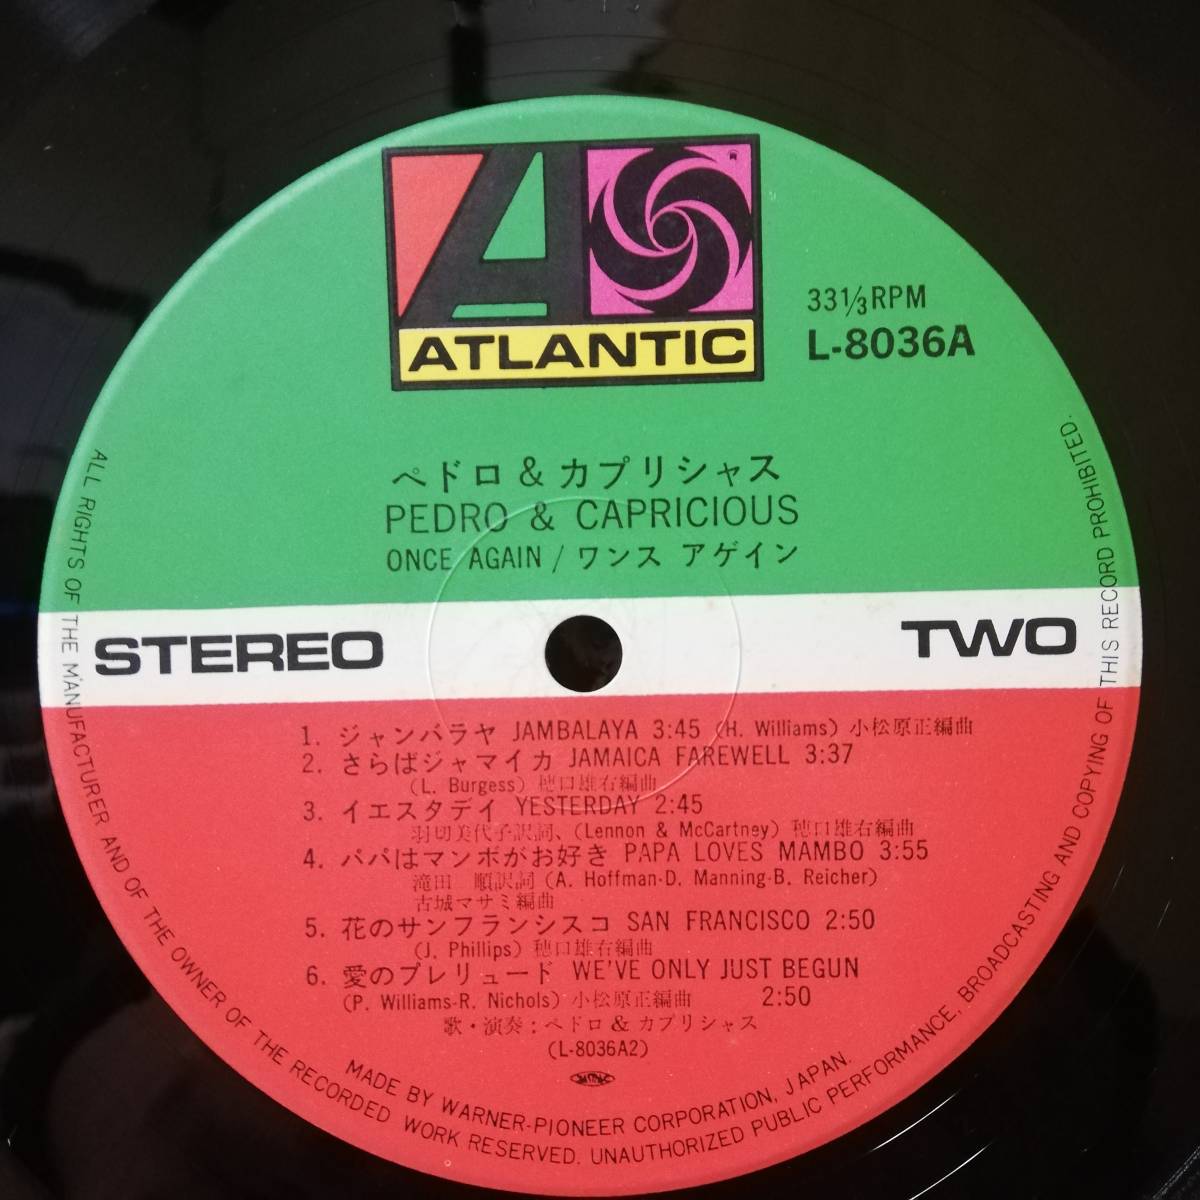 ATLANTIC
33 1/3 RPM
L-8036A
ペドロ & カプリシャス
PEDRO & CAPRICIOUS
ONCE AGAIN / ワンス アゲイン
STEREO
TWO
1. ジャンバラヤ JAMBALAYA 3:45 (H. Williams) 小松原正編曲
2. さらばジャマイカ JAMAICA FAREWELL 3:37
(L. Burgess) 穂口雄右編曲
3. イエスタデイ YESTERDAY 2:45
羽切美代子訳詞、(Lennon & McCartney) 穂口雄右編曲
4. パパはマンボがお好き PAPA LOVES MAMBO 3:55
滝田 順訳詞 (A. Hoffman-D. Manning-B. Reicher)
古城マサミ編曲
5. 花のサンフランシスコ SAN FRANCISCO 2:50
(J. Phillips) 穂口雄右編曲
6. 愛のプレリュード WE'VE ONLY JUST BEGUN
(P. Williams-R. Nichols) 小松原正編曲 2:50
歌・演奏：ペドロ & カプリシャス
(L-8036A2)
MADE BY WARNER-PIONEER CORPORATION, JAPAN.
ALL RIGHTS OF THE MANUFACTURER AND OF THE OWNER OF THE RECORDED WORK RESERVED. UNAUTHORIZED PUBLIC PERFORMANCE, BROADCASTING AND COPYING OF THIS RECORD PROHIBITED.